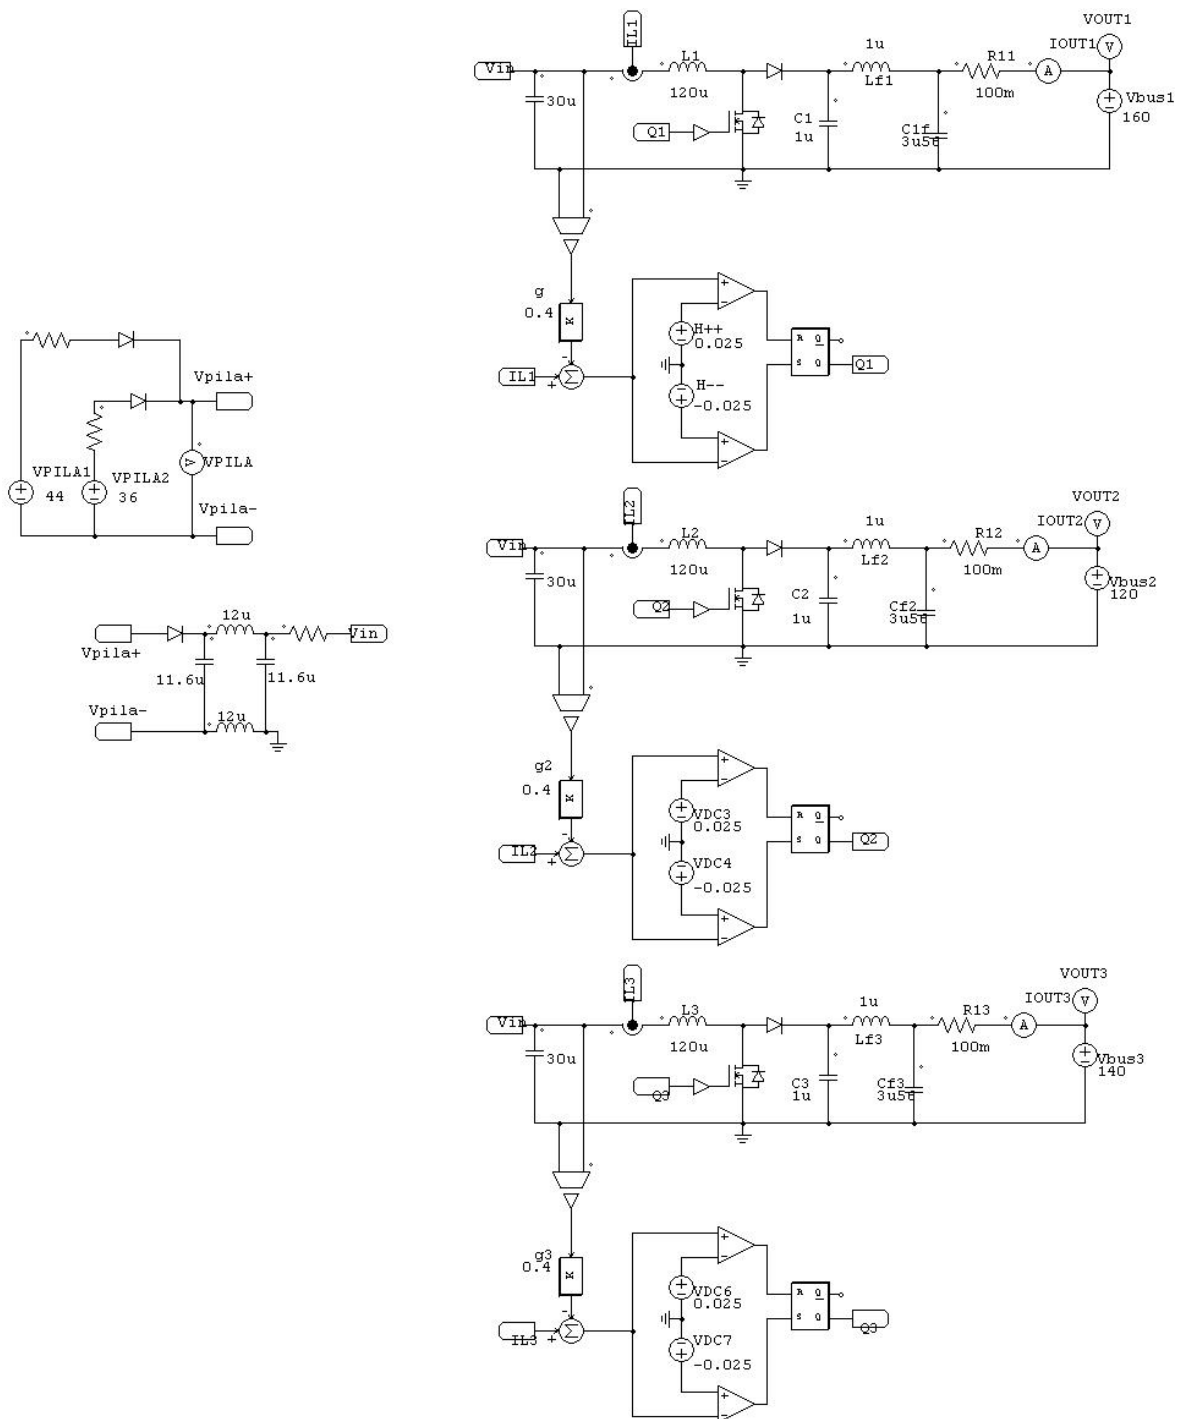 VOUT1
IL1
L1
1u
IOUT1
V
R11
Vin
A
Lf1
120u
30u
100m
Vbus1
160
C1
1u
C1f
3u56
Q1
g
0.4
K
H++
0.025
R Q
S Q
Q1
IL1
Σ
H--
-0.025
Vpila+
VPILA1
44
VPILA2
36
V
VPILA
Vpila-
VOUT2
IL2
L2
1u
IOUT2
V
R12
Vin
A
Lf2
120u
30u
100m
Vbus2
120
C2
1u
Cf2
3u56
Q2
12u
Vin
Vpila+
11.6u
11.6u
Vpila-
12u
g2
0.4
K
VDC3
0.025
R Q
S Q
Q2
IL2
Σ
VDC4
-0.025
VOUT3
IL3
L3
1u
IOUT3
V
R13
Vin
A
Lf3
120u
30u
100m
Vbus3
140
C3
1u
Cf3
3u56
Q3
g3
0.4
K
VDC6
0.025
R Q
S Q
Q3
IL3
Σ
VDC7
-0.025